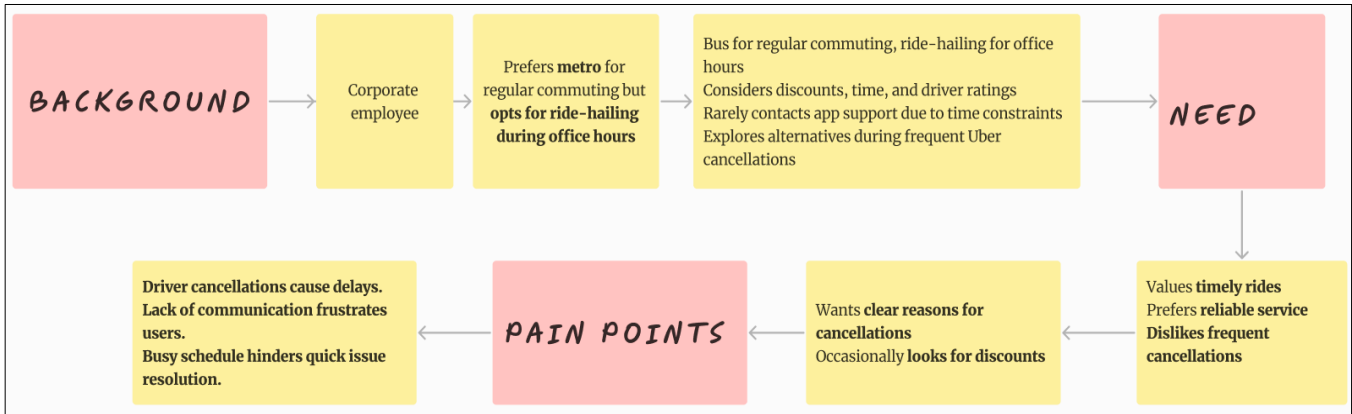 BACKGROUND
Corporate
employee
Prefers metro for
regular commuting but
opts for ride-hailing
during office hours
Bus for regular commuting, ride-hailing for office
hours
Considers discounts, time, and driver ratings
Rarely contacts app support due to time constraints
Explores alternatives during frequent Uber
cancellations
NEED
Values timely rides
Prefers reliable service
Dislikes frequent
cancellations
Wants clear reasons for
cancellations
Occasionally looks for discounts
PAIN POINTS
Driver cancellations cause delays.
Lack of communication frustrates
users.
Busy schedule hinders quick issue
resolution.